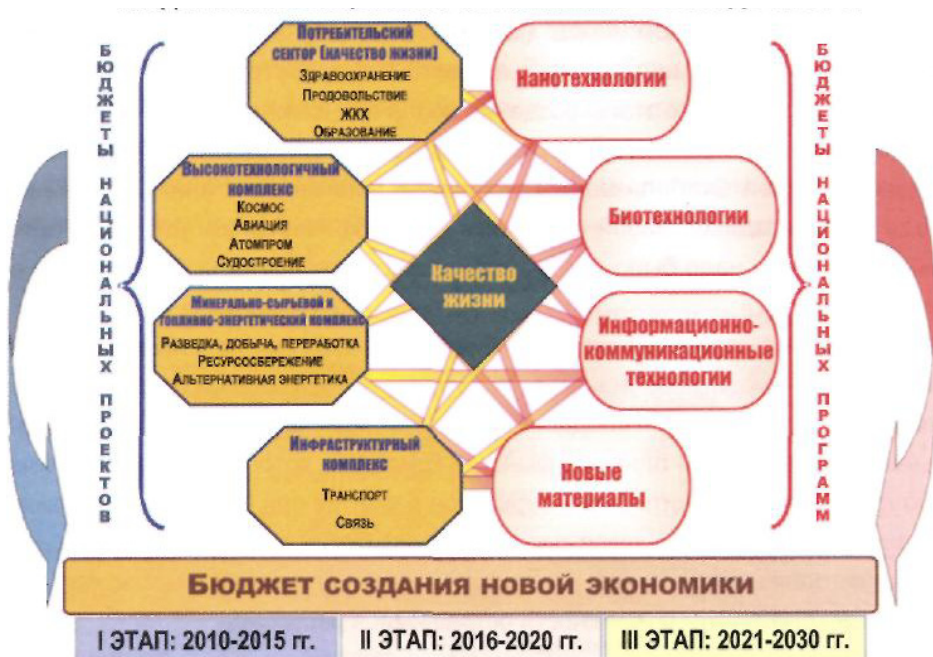 БЮДЖЕТЫ НАЦИОНАЛЬНЫХ ПРОЕКТОВ
ПОТРЕБИТЕЛЬСКИЙ
СЕКТОР (КАЧЕСТВО ЖИЗНИ)
ЗДРАВООХРАНЕНИЕ
ПРОДОВОЛЬСТВИЕ
ЖКХ
ОБРАЗОВАНИЕ
ВЫСОКОТЕХНОЛОГИЧНЫЙ
КОМПЛЕКС
КОСМОС
АВИАЦИЯ
АТОМПРОМ
СУДОСТРОЕНИЕ
МИНЕРАЛЬНО-СЫРЬЕВОЙ И
ТОПЛИВНО-ЭНЕРГЕТИЧЕСКИЙ КОМПЛЕКС
РАЗВЕДКА, ДОБЫЧА, ПЕРЕРАБОТКА
РЕСУРСОСБЕРЕЖЕНИЕ
АЛЬТЕРНАТИВНАЯ ЭНЕРГЕТИКА
ИНФРАСТРУКТУРНЫЙ
КОМПЛЕКС
ТРАНСПОРТ
СВЯЗЬ
Качество
жизни
Нанотехнологии
Биотехнологии
Информационно-
коммуникационные
технологии
Новые
материалы
БЮДЖЕТЫ НАЦИОНАЛЬНЫХ ПРОГРАММ
БЮДЖЕТ СОЗДАНИЯ НОВОЙ ЭКОНОМИКИ
I ЭТАП: 2010-2015 гг.
II ЭТАП: 2016-2020 гг.
III ЭТАП: 2021-2030 гг.